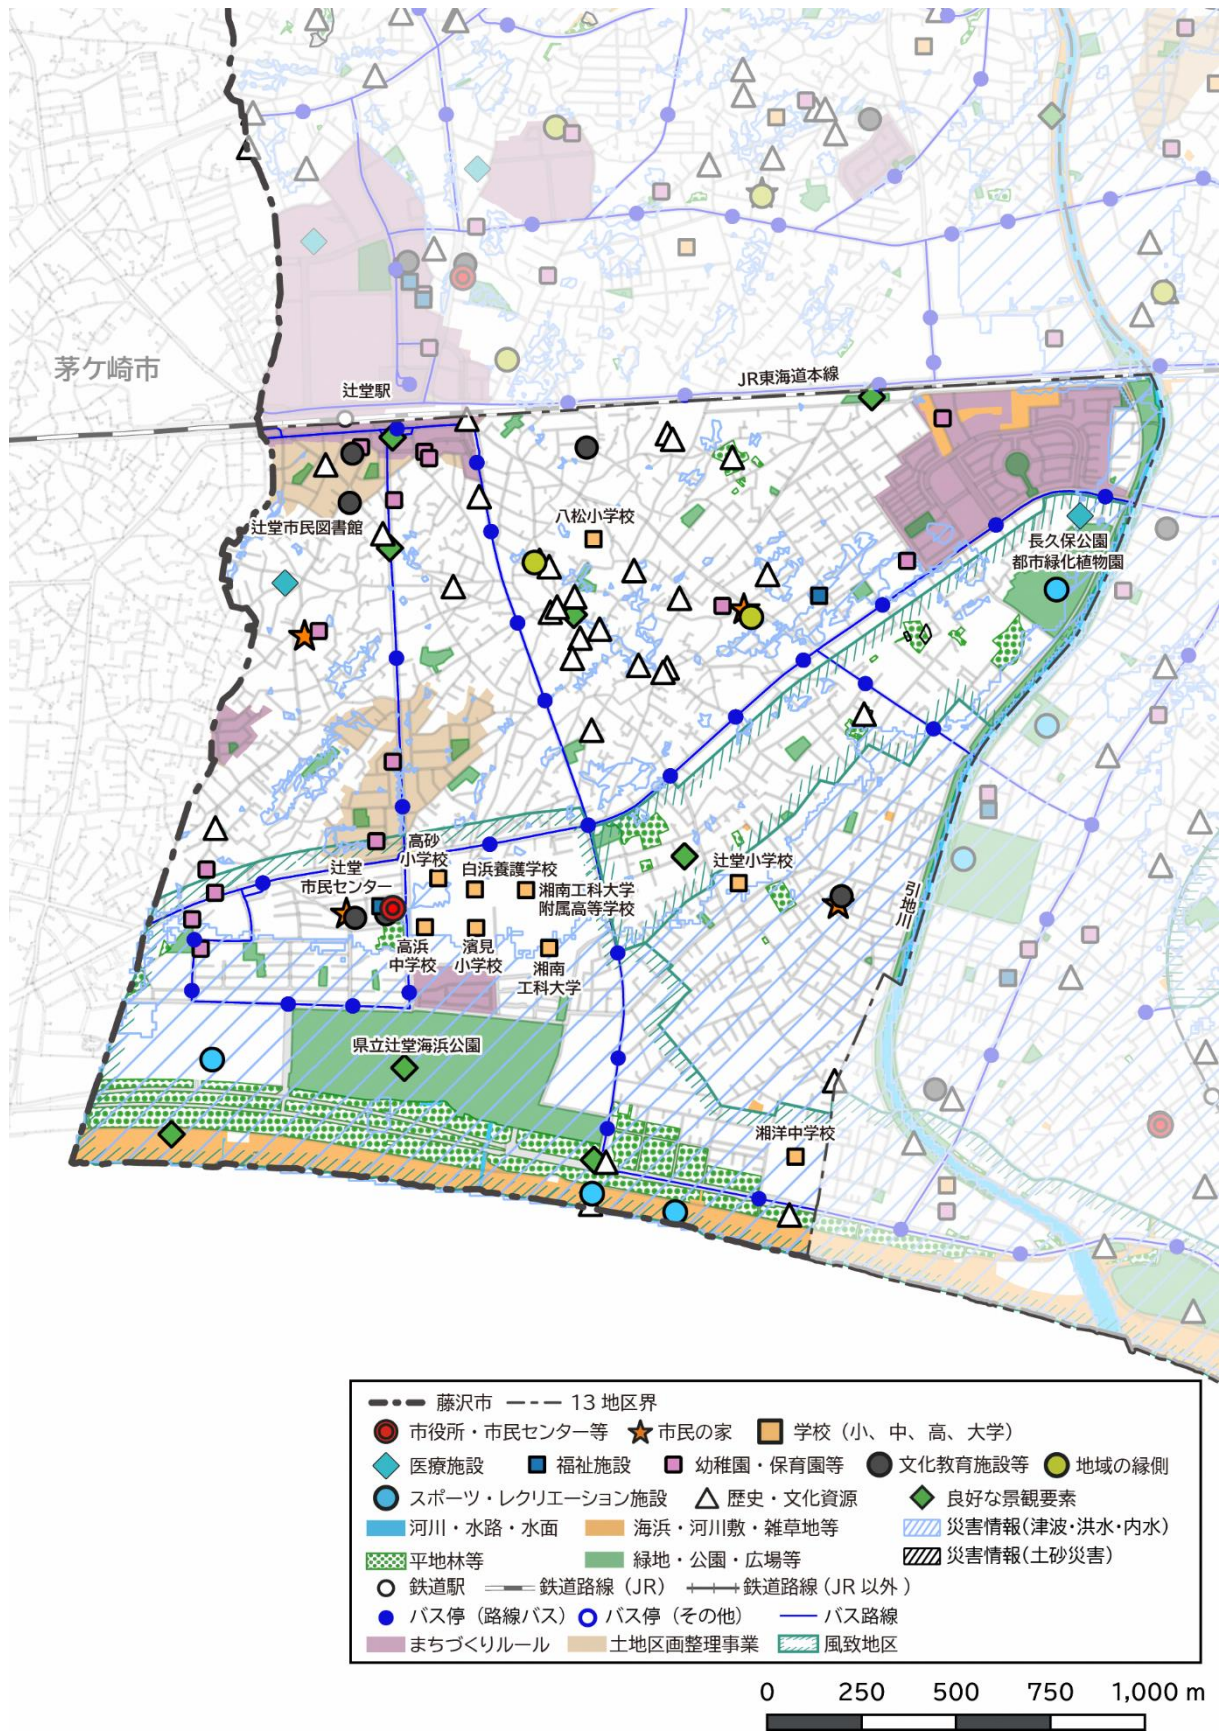 茅ケ崎市
辻堂駅
JR東海道本線
辻堂市民図書館
八松小学校
長久保公園
都市緑化植物園
高砂
小学校
辻堂
市民センター
白浜養護学校
湘南工科大学
附属高等学校
辻堂小学校
引地川
高浜
中学校
濱見
小学校
湘南
工科大学
県立辻堂海浜公園
湘洋中学校
藤沢市 13地区界
市役所・市民センター等 市民の家 学校（小、中、高、大学）
医療施設 福祉施設 幼稚園・保育園等 文化教育施設等 地域の縁側
スポーツ・レクリエーション施設 歴史・文化資源 良好な景観要素
河川・水路・水面 海浜・河川敷・雑草地等 災害情報(津波・洪水・内水)
平地林等 緑地・公園・広場等 災害情報(土砂災害)
鉄道駅 鉄道路線（JR） 鉄道路線（JR以外）
バス停（路線バス） バス停（その他） バス路線
まちづくりルール 土地区画整理事業 風致地区
0 250 500 750 1,000 m